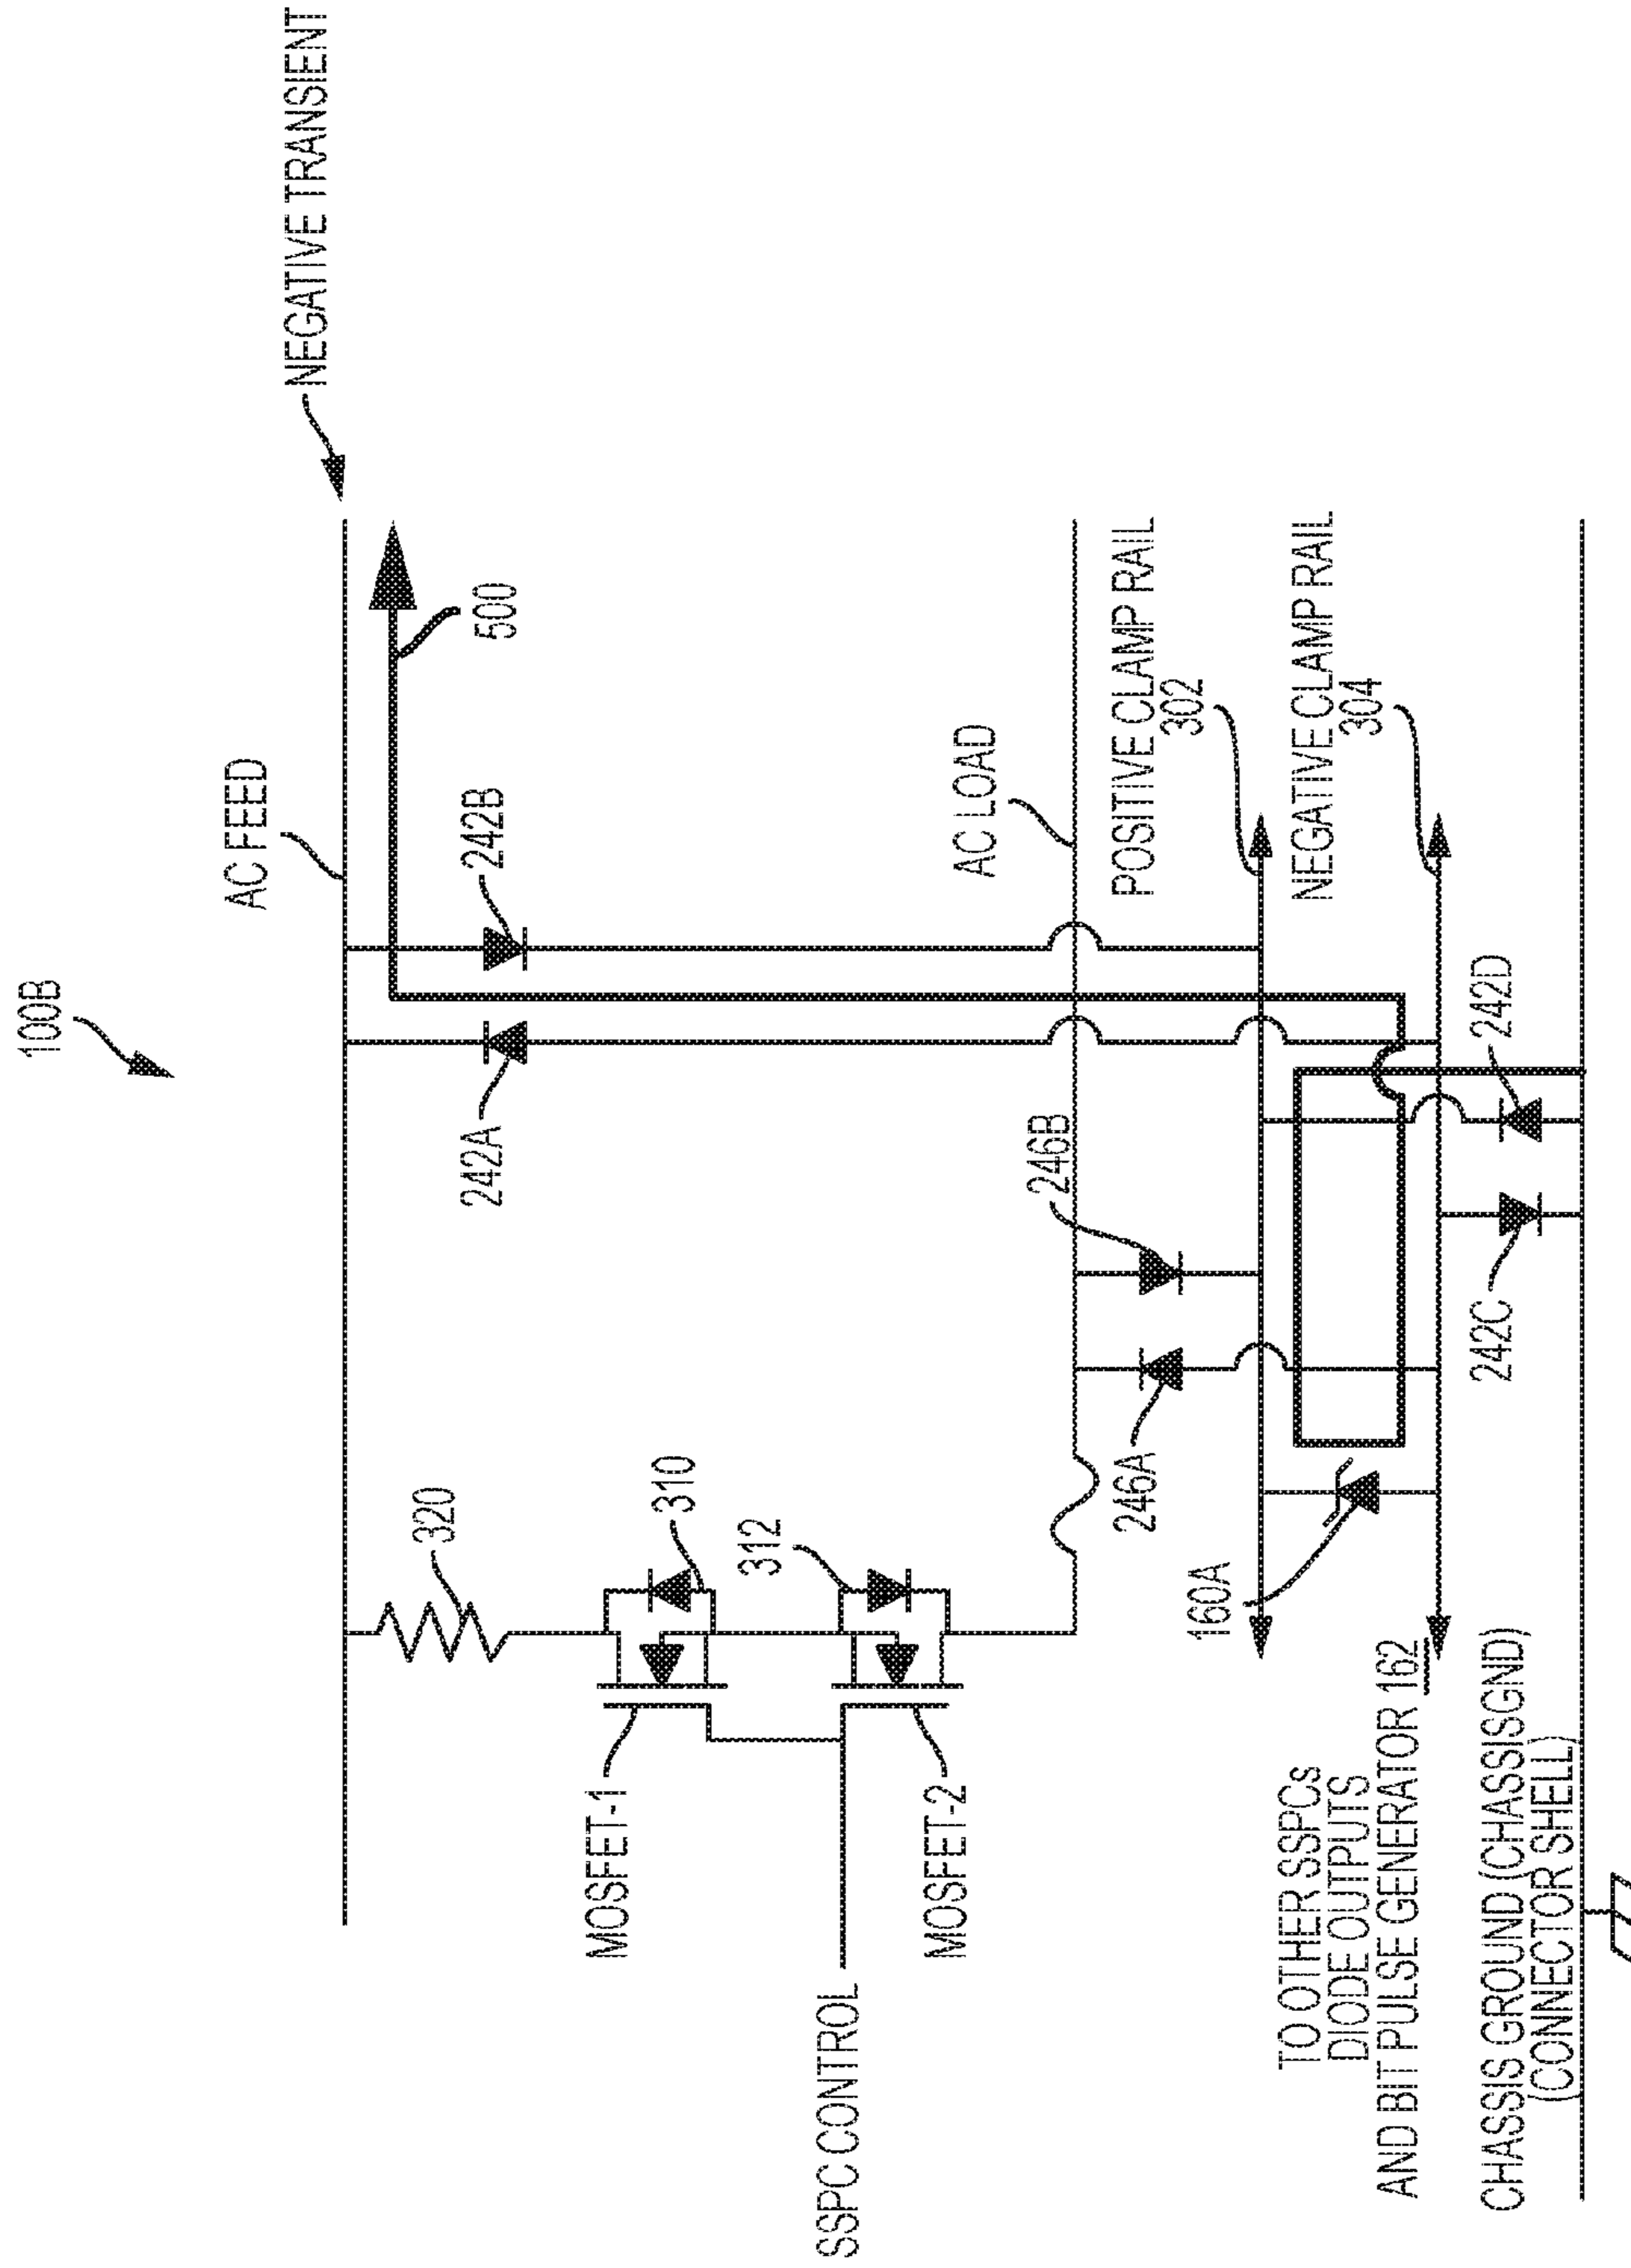 100B
NEGATIVE TRANSIENT
AC FEED
500
242B
242A
320
310
312
MOSFET-1
MOSFET-2
SSPC CONTROL
AC LOAD
246B
246A
POSITIVE CLAMP RAIL
302
NEGATIVE CLAMP RAIL
304
160A
242D
242C
TO OTHER SSPCs
DIODE OUTPUTS
AND BIT PULSE GENERATOR 162
CHASSIS GROUND (CHASSISGND)
(CONNECTOR SHELL)